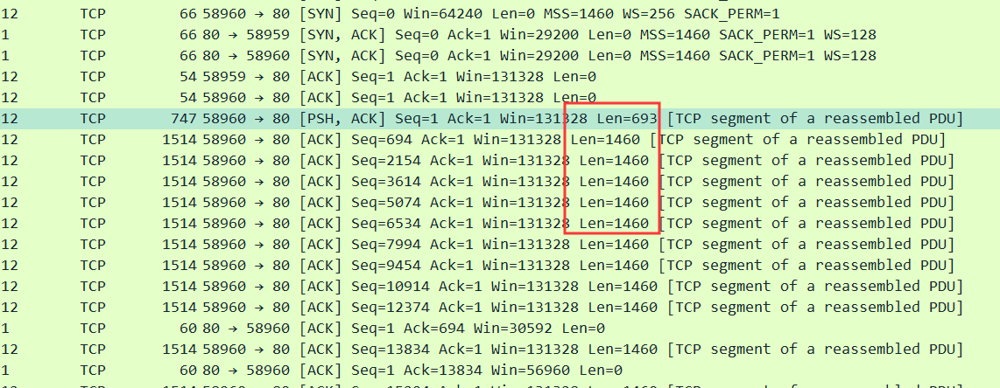 12 TCP 66 58960 → 80 [SYN] Seq=0 Win=64240 Len=0 MSS=1460 WS=256 SACK_PERM=1
1 TCP 66 80 → 58959 [SYN, ACK] Seq=0 Ack=1 Win=29200 Len=0 MSS=1460 SACK_PERM=1 WS=128
1 TCP 66 80 → 58960 [SYN, ACK] Seq=0 Ack=1 Win=29200 Len=0 MSS=1460 SACK_PERM=1 WS=128
12 TCP 54 58959 → 80 [ACK] Seq=1 Ack=1 Win=131328 Len=0
12 TCP 54 58960 → 80 [ACK] Seq=1 Ack=1 Win=131328 Len=0
12 TCP 747 58960 → 80 [PSH, ACK] Seq=1 Ack=1 Win=131328 Len=693 [TCP segment of a reassembled PDU]
12 TCP 1514 58960 → 80 [ACK] Seq=694 Ack=1 Win=131328 Len=1460 [TCP segment of a reassembled PDU]
12 TCP 1514 58960 → 80 [ACK] Seq=2154 Ack=1 Win=131328 Len=1460 [TCP segment of a reassembled PDU]
12 TCP 1514 58960 → 80 [ACK] Seq=3614 Ack=1 Win=131328 Len=1460 [TCP segment of a reassembled PDU]
12 TCP 1514 58960 → 80 [ACK] Seq=5074 Ack=1 Win=131328 Len=1460 [TCP segment of a reassembled PDU]
12 TCP 1514 58960 → 80 [ACK] Seq=6534 Ack=1 Win=131328 Len=1460 [TCP segment of a reassembled PDU]
12 TCP 1514 58960 → 80 [ACK] Seq=7994 Ack=1 Win=131328 Len=1460 [TCP segment of a reassembled PDU]
12 TCP 1514 58960 → 80 [ACK] Seq=9454 Ack=1 Win=131328 Len=1460 [TCP segment of a reassembled PDU]
12 TCP 1514 58960 → 80 [ACK] Seq=10914 Ack=1 Win=131328 Len=1460 [TCP segment of a reassembled PDU]
12 TCP 1514 58960 → 80 [ACK] Seq=12374 Ack=1 Win=131328 Len=1460 [TCP segment of a reassembled PDU]
1 TCP 60 80 → 58960 [ACK] Seq=1 Ack=694 Win=30592 Len=0
12 TCP 1514 58960 → 80 [ACK] Seq=13834 Ack=1 Win=131328 Len=1460 [TCP segment of a reassembled PDU]
1 TCP 60 80 → 58960 [ACK] Seq=1 Ack=13834 Win=56960 Len=0